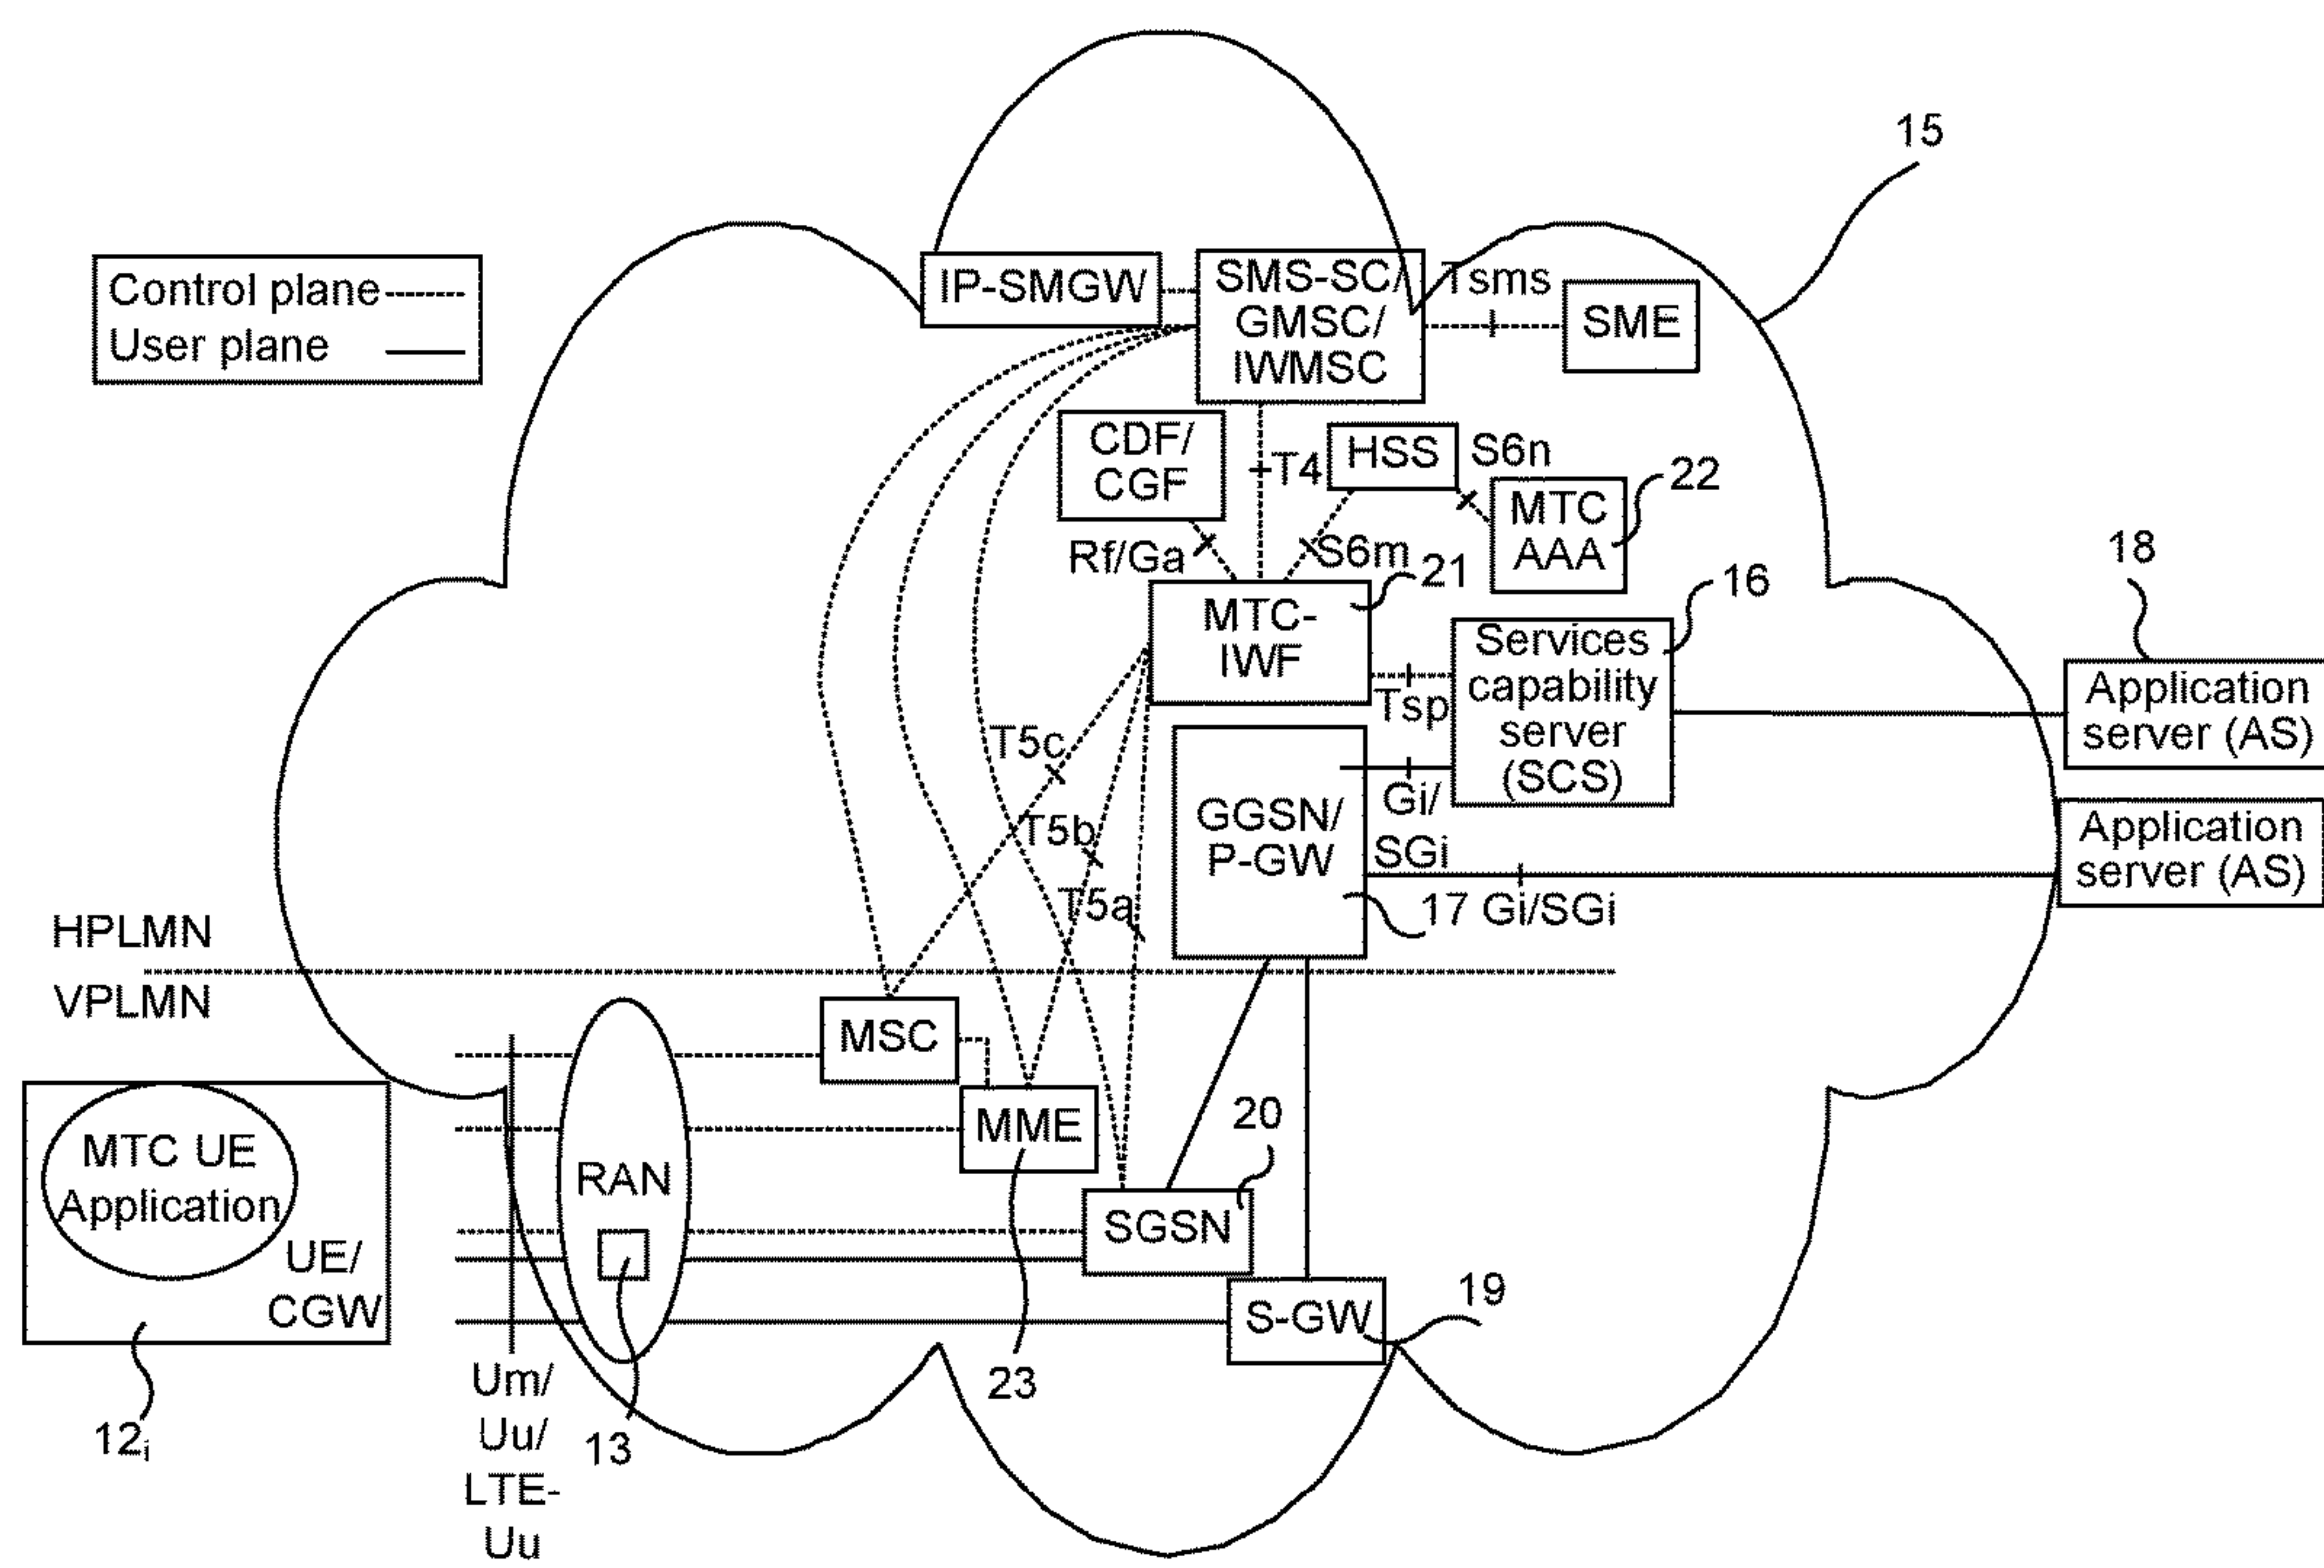 15
Control plane
User plane
IP-SMGW
SMS-SC/
GMSC/
IWMSC
Tsms
SME
CDF/
CGF
T4
HSS
S6n
MTC
AAA
22
Rf/Ga
S6m
21
MTC-
IWF
16
Services
capability
server
(SCS)
Tsp
18
Application
server (AS)
T5c
T5b
T5a
GGSN/
P-GW
Gi/
SGi
17
Gi/SGi
Application
server (AS)
HPLMN
VPLMN
MSC
MME
RAN
20
SGSN
MTC UE
Application
UE/
CGW
S-GW
19
23
12i
13
Um/
Uu/
LTE-
Uu